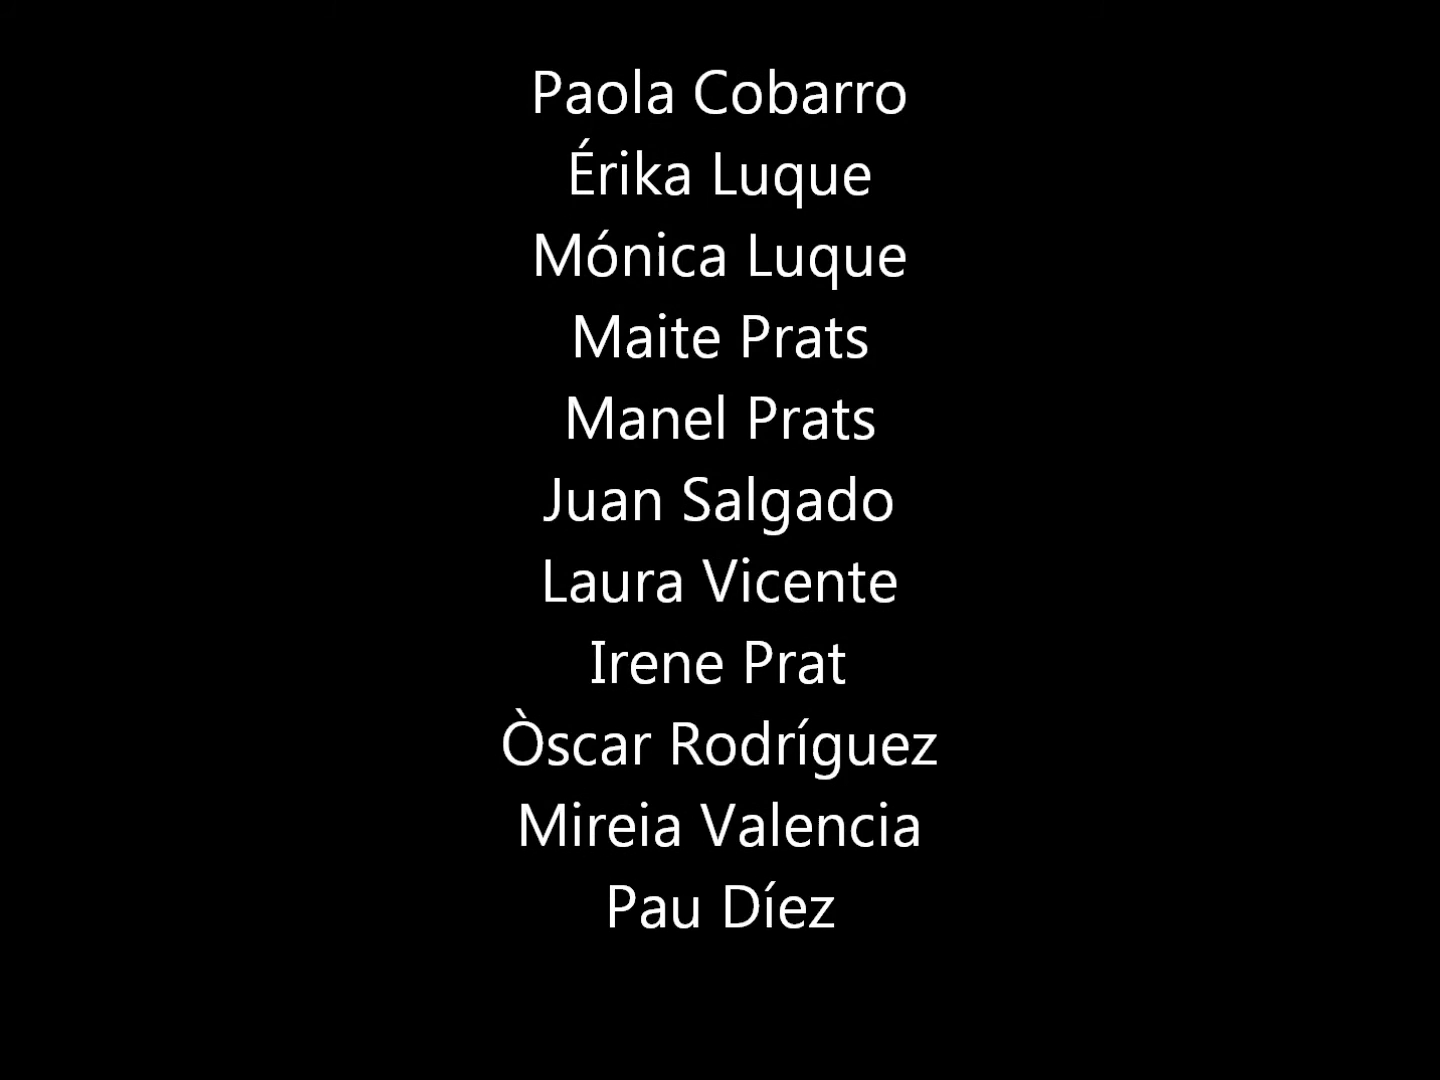 Paola Cobarro
Érika Luque
Mónica Luque
Maite Prats
Manel Prats
Juan Salgado
Laura Vicente
Irene Prat
Òscar Rodríguez
Mireia Valencia
Pau Díez